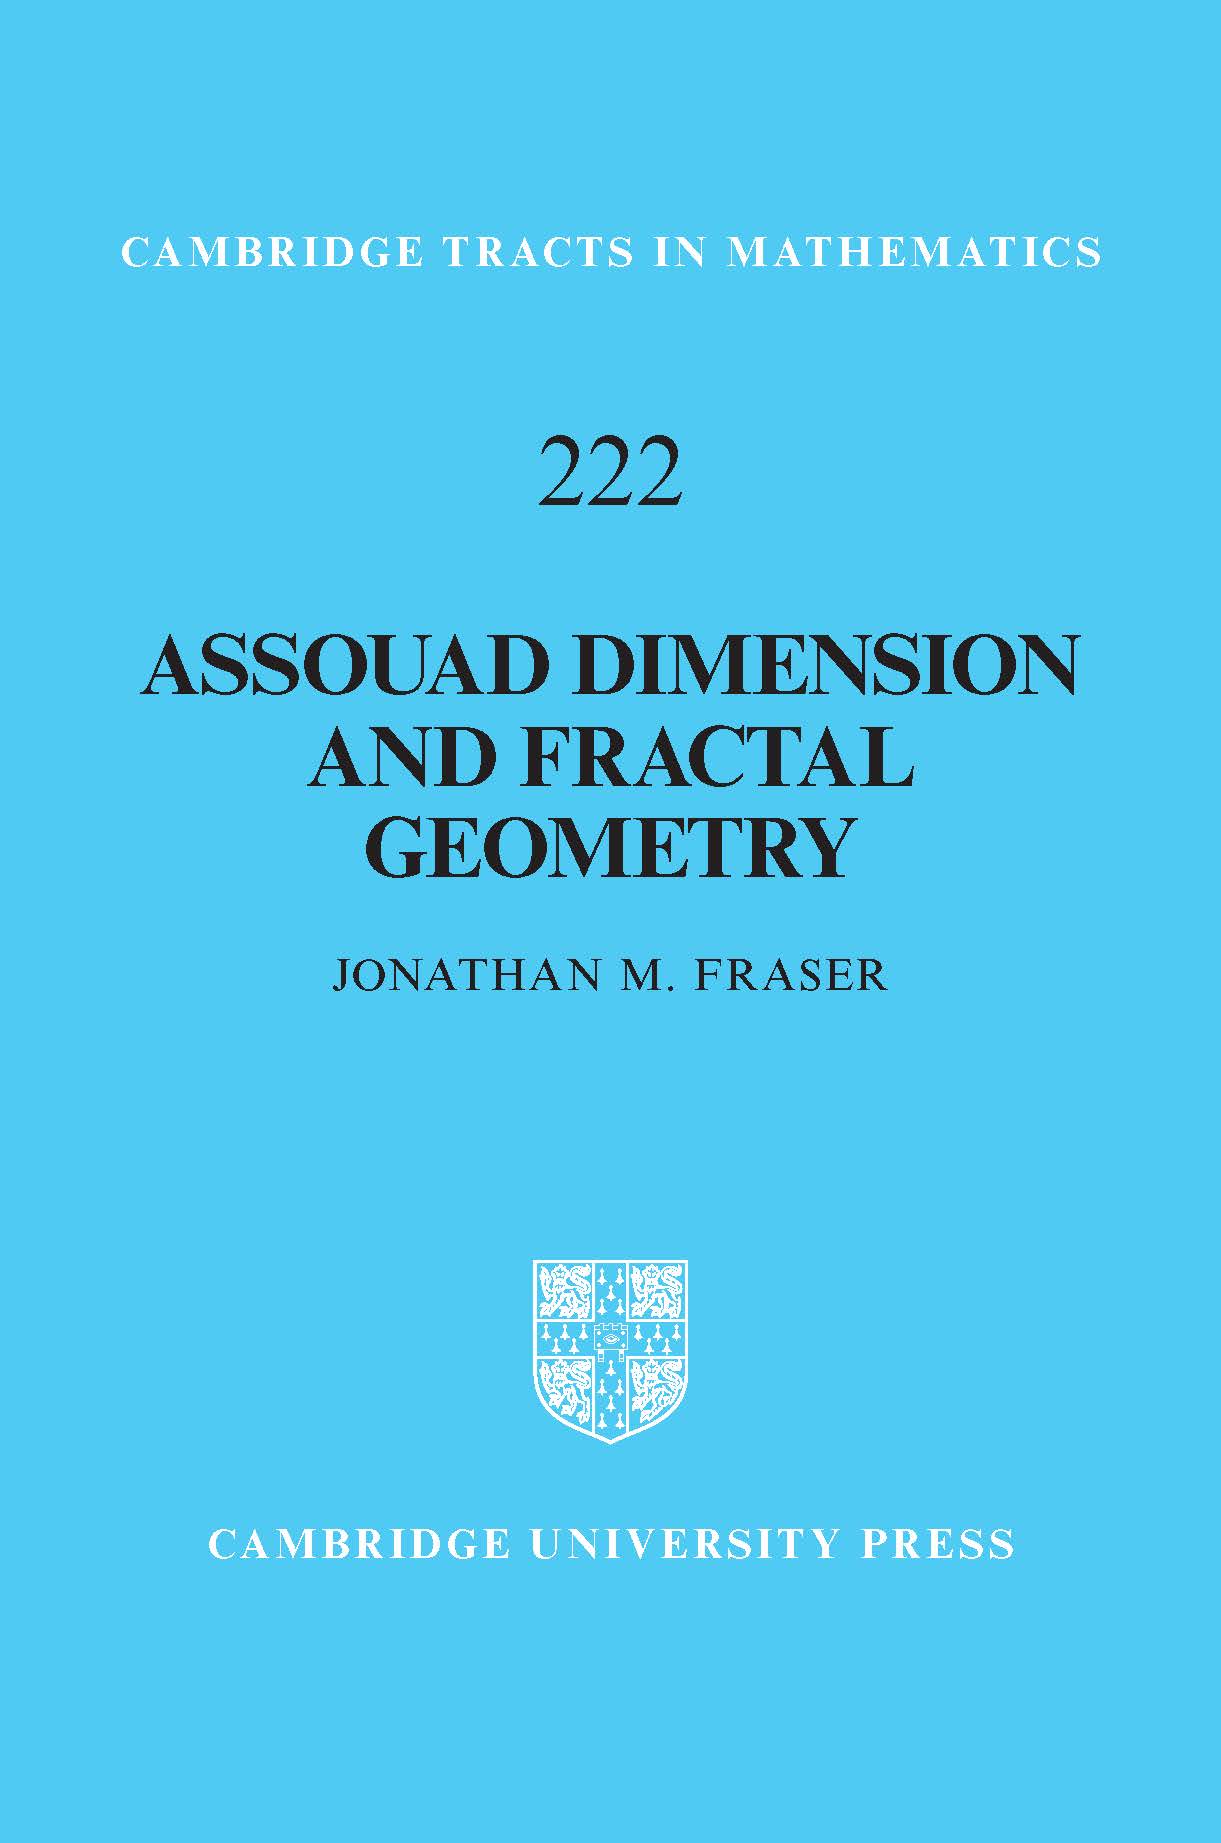 CAMBRIDGE TRACTS IN MATHEMATICS
222
ASSOUAD DIMENSION
AND FRACTAL
GEOMETRY
JONATHAN M. FRASER
CAMBRIDGE UNIVERSITY PRESS